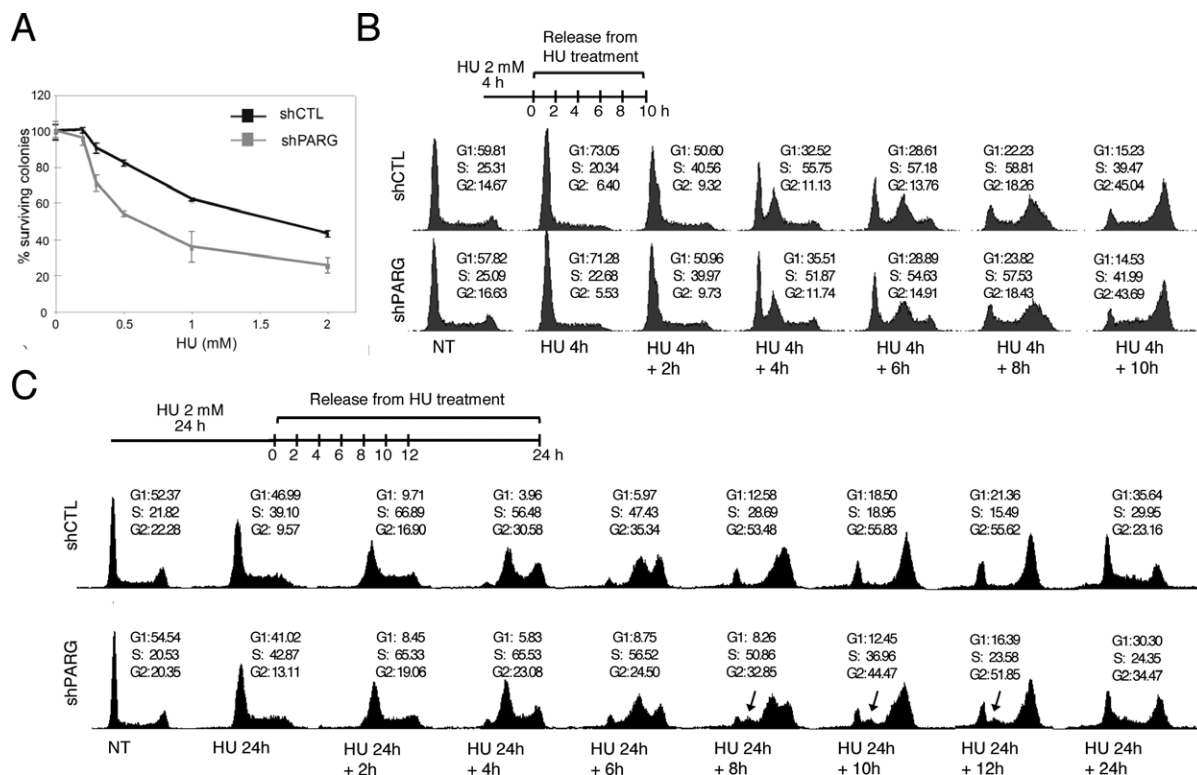 A
120
100
80
60
40
20
0
% surviving colonies
0
0.5
1
1.5
2
HU (mM)
shCTL
shPARG
B
Release from
HU treatment
HU 2 mM
4 h
0 2 4 6 8 10 h
shCTL
G1:59.81
S: 25.31
G2:14.67
G1:73.05
S: 20.34
G2: 6.40
G1:50.60
S: 40.56
G2: 9.32
G1:32.52
S: 55.75
G2:11.13
G1:28.61
S: 57.18
G2:13.76
G1:22.23
S: 58.81
G2:18.26
G1:15.23
S: 39.47
G2:45.04
shPARG
G1:57.82
S: 25.09
G2:16.63
G1:71.28
S: 22.68
G2: 5.53
G1:50.96
S: 39.97
G2: 9.73
G1:35.51
S: 51.87
G2:11.74
G1:28.89
S: 54.63
G2:14.91
G1:23.82
S: 57.53
G2:18.43
G1:14.53
S: 41.99
G2:43.69
NT
HU 4h
HU 4h
+ 2h
HU 4h
+ 4h
HU 4h
+ 6h
HU 4h
+ 8h
HU 4h
+ 10h
C
HU 2 mM
24 h
Release from HU treatment
0 2 4 6 8 10 12 24 h
shCTL
G1:52.37
S: 21.82
G2:22.28
G1:46.99
S: 39.10
G2: 9.57
G1: 9.71
S: 66.89
G2:16.90
G1: 3.96
S: 56.48
G2:30.58
G1: 5.97
S: 47.43
G2:35.34
G1:12.58
S: 28.69
G2:53.48
G1:18.50
S: 18.95
G2:55.83
G1:21.36
S: 15.49
G2:55.62
G1:35.64
S: 29.95
G2:23.16
shPARG
G1:54.54
S: 20.53
G2:20.35
G1:41.02
S: 42.87
G2:13.11
G1: 8.45
S: 65.33
G2:19.06
G1: 5.83
S: 65.53
G2:23.08
G1: 8.75
S: 56.52
G2:24.50
G1: 8.26
S: 50.86
G2:32.85
G1:12.45
S: 36.96
G2:44.47
G1:16.39
S: 23.58
G2:51.85
G1:30.30
S: 24.35
G2:34.47
NT
HU 24h
HU 24h
+ 2h
HU 24h
+ 4h
HU 24h
+ 6h
HU 24h
+ 8h
HU 24h
+ 10h
HU 24h
+ 12h
HU 24h
+ 24h